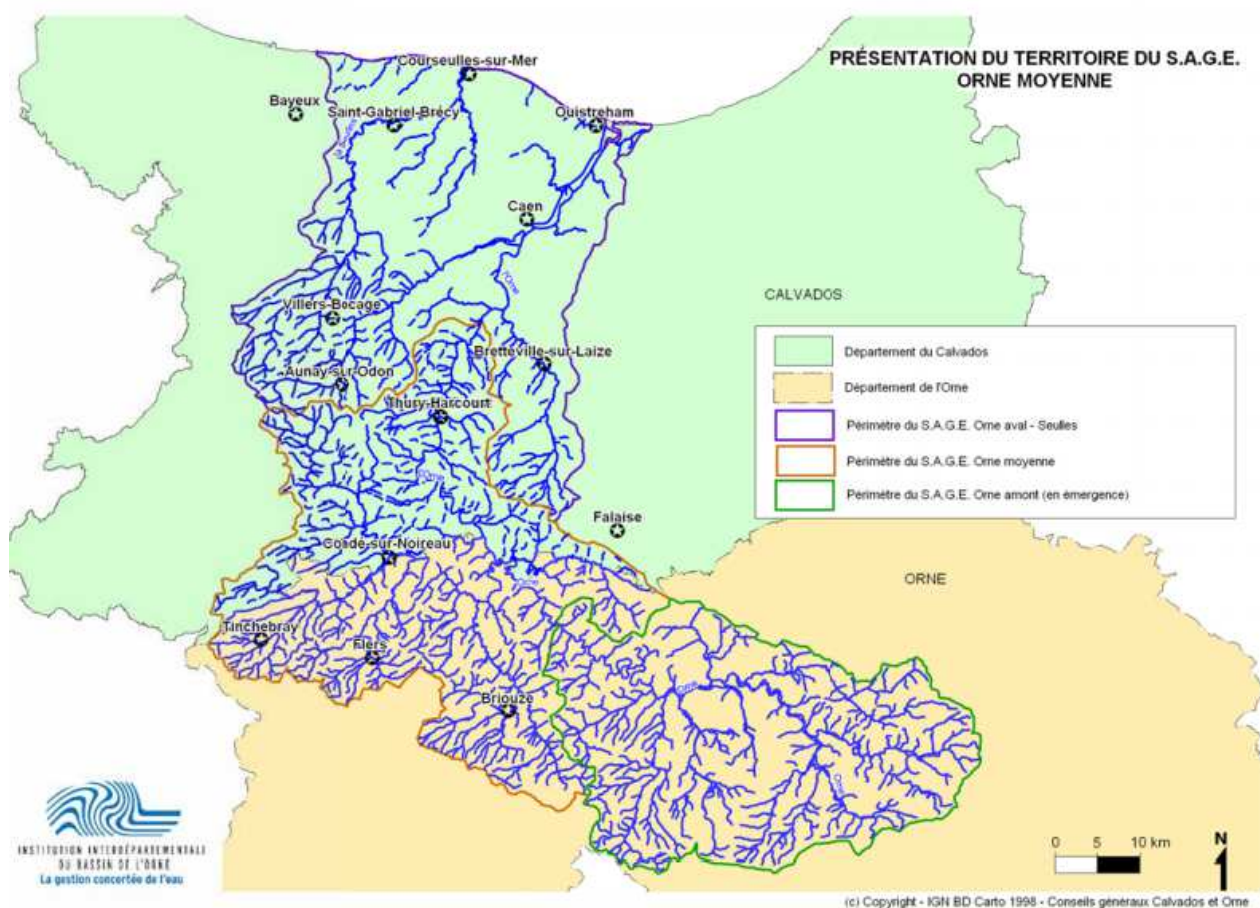 PRÉSENTATION DU TERRITOIRE DU S.A.G.E.
ORNE MOYENNE
Courseulles-sur-Mer
Bayeux
Saint-Gabriel-Brécy
Ouistreham
Caen
l'Orne
CALVADOS
Villers-Bocage
Bretteville-sur-Laize
Aunay-sur-Odon
Thury-Harcourt
l'Orne
Falaise
Condé-sur-Noireau
l'Orne
ORNE
Tinchebray
Flers
Briouze
l'Orne
Département du Calvados
Département de l'Orne
Périmètre du S.A.G.E. Orne aval - Seulles
Périmètre du S.A.G.E. Orne moyenne
Périmètre du S.A.G.E. Orne amont (en émergence)
INSTITUTION INTERDÉPARTEMENTALE
DU BASSIN DE L'ORNE
La gestion concertée de l'eau
0 5 10 km
N
(c) Copyright - IGN BD Carto 1998 - Conseils généraux Calvados et Orne